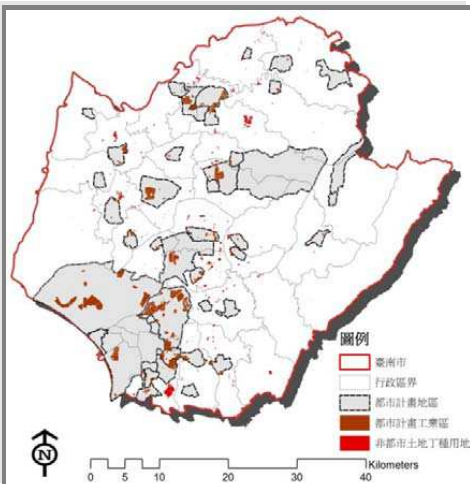 圖例
臺南市
行政區界
都市計畫地區
都市計畫工業區
非都市土地丁種用地
N
Kilometers
0 5 10 20 30 40